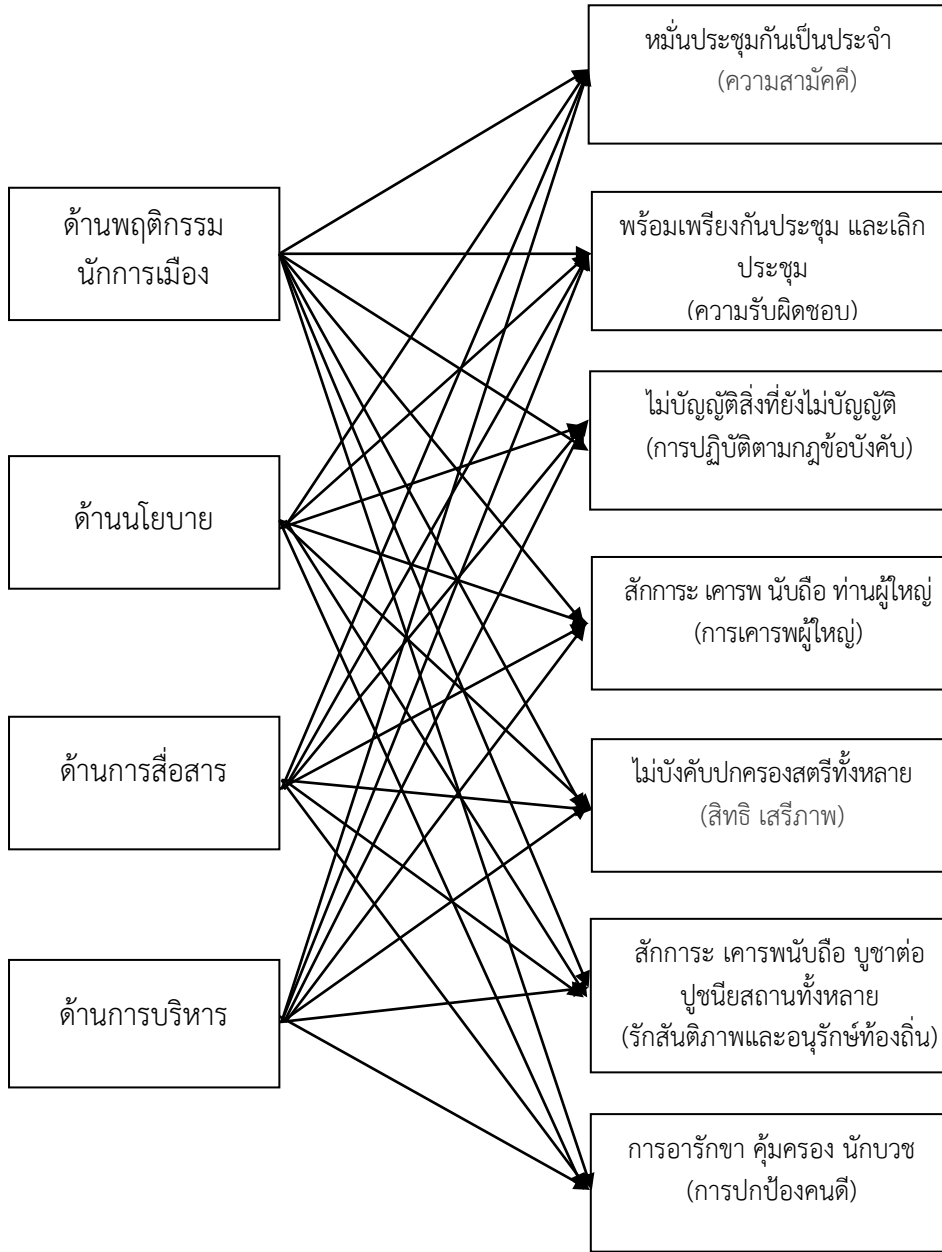 ด้านพฤติกรรม
นักการเมือง
ด้านนโยบาย
ด้านการสื่อสาร
ด้านการบริหาร
หมั่นประชุมกันเป็นประจำ
(ความสามัคคี)
พร้อมเพรียงกันประชุม และเลิก
ประชุม
(ความรับผิดชอบ)
ไม่บัญญัติสิ่งที่ยังไม่บัญญัติ
(การปฏิบัติตามกฎข้อบังคับ)
สักการะ เคารพ นับถือ ท่านผู้ใหญ่
(การเคารพผู้ใหญ่)
ไม่บังคับปกครองสตรีทั้งหลาย
(สิทธิ เสรีภาพ)
สักการะ เคารพนับถือ บูชาต่อ
ปูชนียสถานทั้งหลาย
(รักสันติภาพและอนุรักษ์ท้องถิ่น)
การอารักขา คุ้มครอง นักบวช
(การปกป้องคนดี)